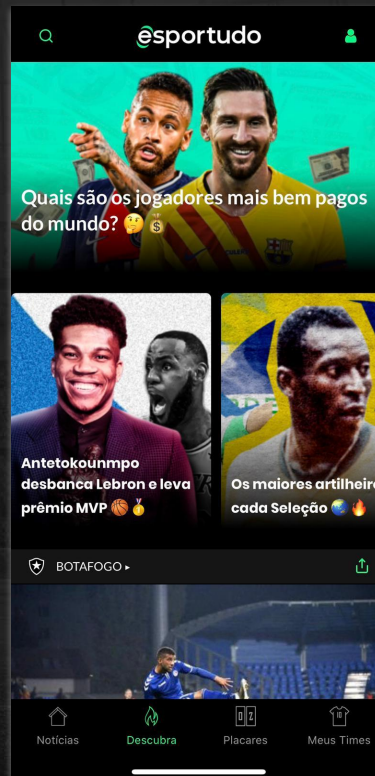 esportudo
Quais são os jogadores mais bem pagos
do mundo? 🤔💰
Antetokounmpo
desbanca Lebron e leva
prêmio MVP 🏀🥇
Os maiores artilheir
cada Seleção 🌏🔥
BOTAFOGO ▸
Notícias
Descubra
Placares
Meus Times